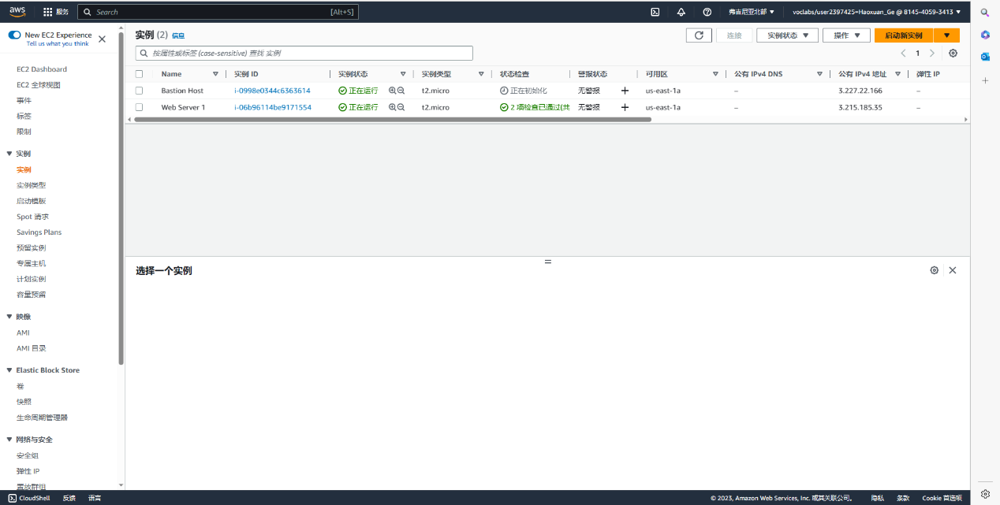 aws 服务 Search [Alt+S] 弗吉尼亚北部 ▼ voclabs/user2397425=Haoxuan_Ge @ 8145-4059-3413 ▼
New EC2 Experience
Tell us what you think
EC2 Dashboard
EC2 全球视图
事件
标签
限制
实例
实例
实例类型
启动模板
Spot 请求
Savings Plans
预留实例
专属主机
计划实例
容量预留
映像
AMI
AMI 目录
Elastic Block Store
卷
快照
生命周期管理器
网络与安全
安全组
弹性 IP
置放群组
实例 (2) 信息
连接 实例状态 ▼ 操作 ▼ 启动新实例 ▼
按属性或标签 (case-sensitive) 查找 实例
1
Name 实例 ID 实例状态 实例类型 状态检查 警报状态 可用区 公有 IPv4 DNS 公有 IPv4 地址 弹性 IP
Bastion Host i-0998e0344c6363614 正在运行 t2.micro 正在初始化 无警报 + us-east-1a – 3.227.22.166 –
Web Server 1 i-06b96114be9171554 正在运行 t2.micro 2 项检查已通过(共 无警报 + us-east-1a – 3.215.185.35 –
选择一个实例
CloudShell 反馈 语言 © 2023, Amazon Web Services, Inc. 或其关联公司。 隐私 条款 Cookie 首选项